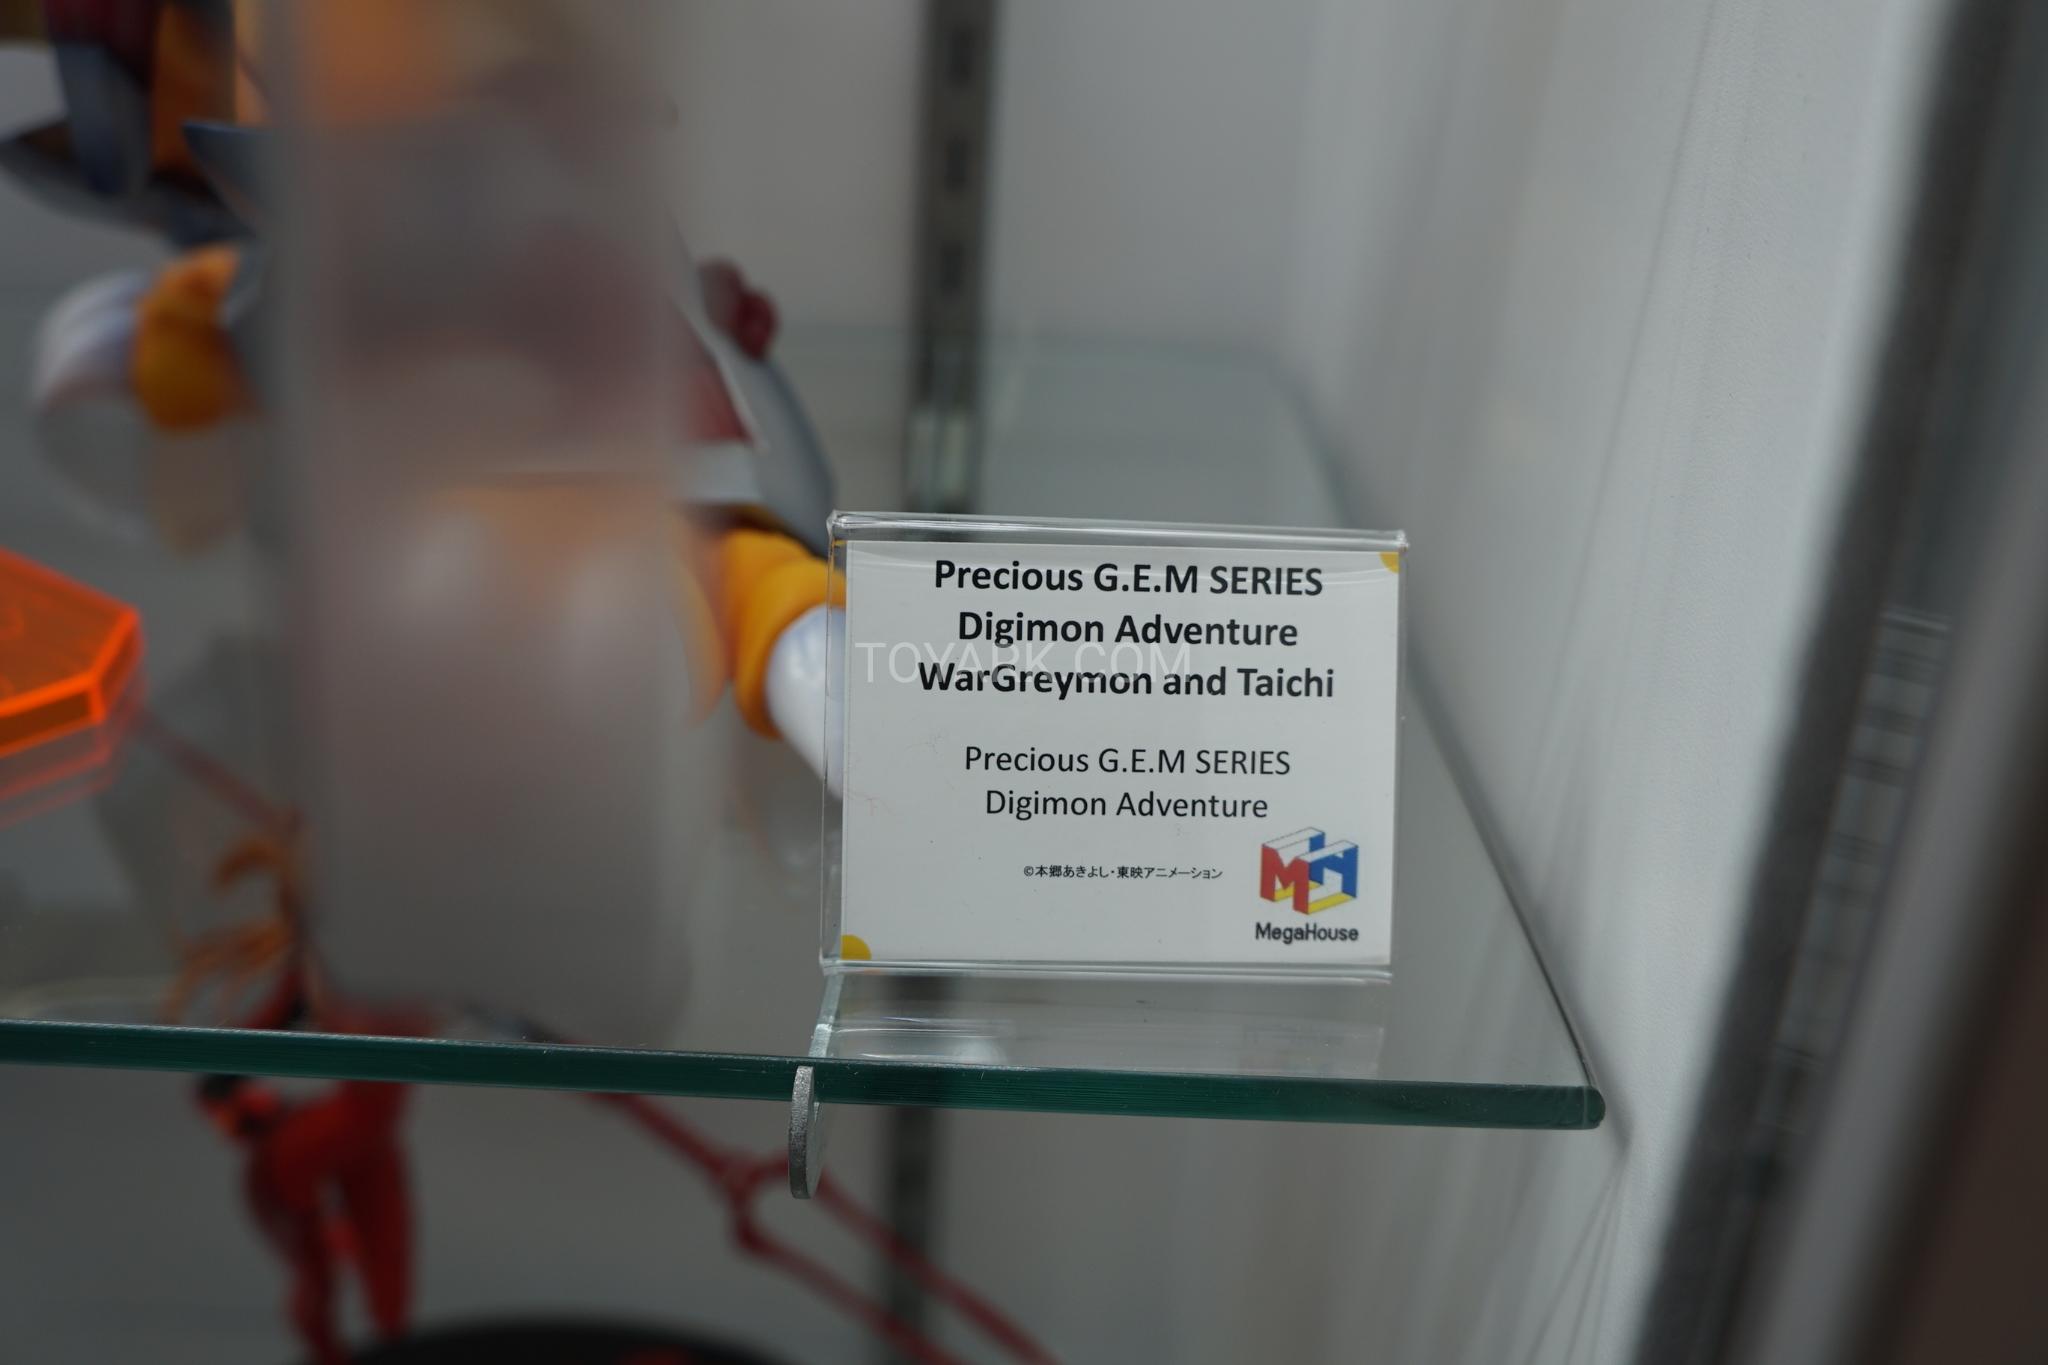 Precious G.E.M SERIES
Digimon Adventure
TOYARK.COM
WarGreymon and Taichi
Precious G.E.M SERIES
Digimon Adventure
©本郷あきよし・東映アニメーション
MH
MegaHouse